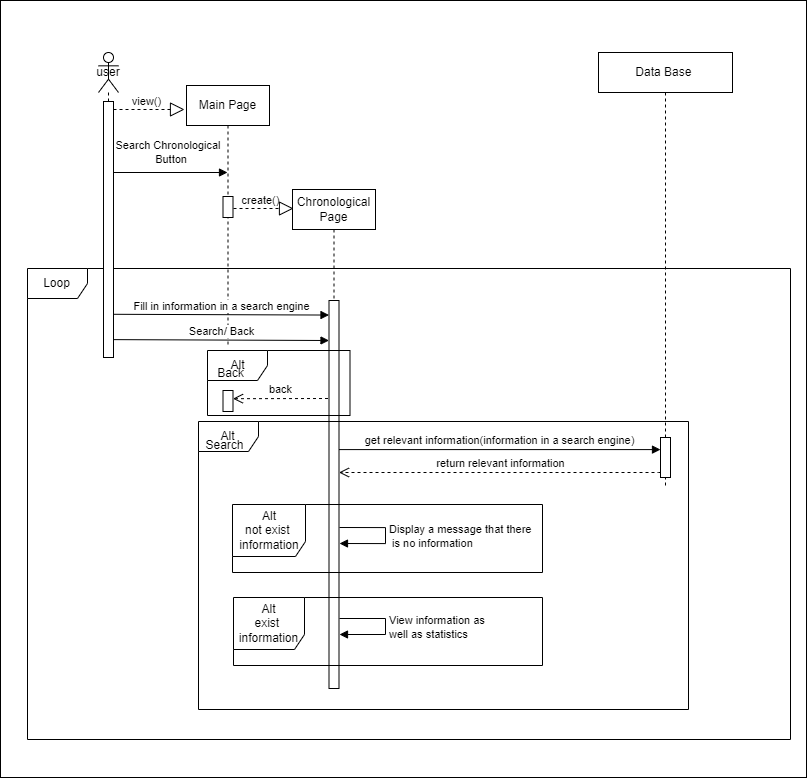 user
Data Base
view()
Main Page
Search Chronological
Button
create()
Chronological
Page
Loop
Fill in information in a search engine
Search/ Back
Alt
Back
back
Alt
Search
get relevant information(information in a search engine)
return relevant information
Alt
not exist
information
Display a message that there
is no information
Alt
exist
information
View information as
well as statistics